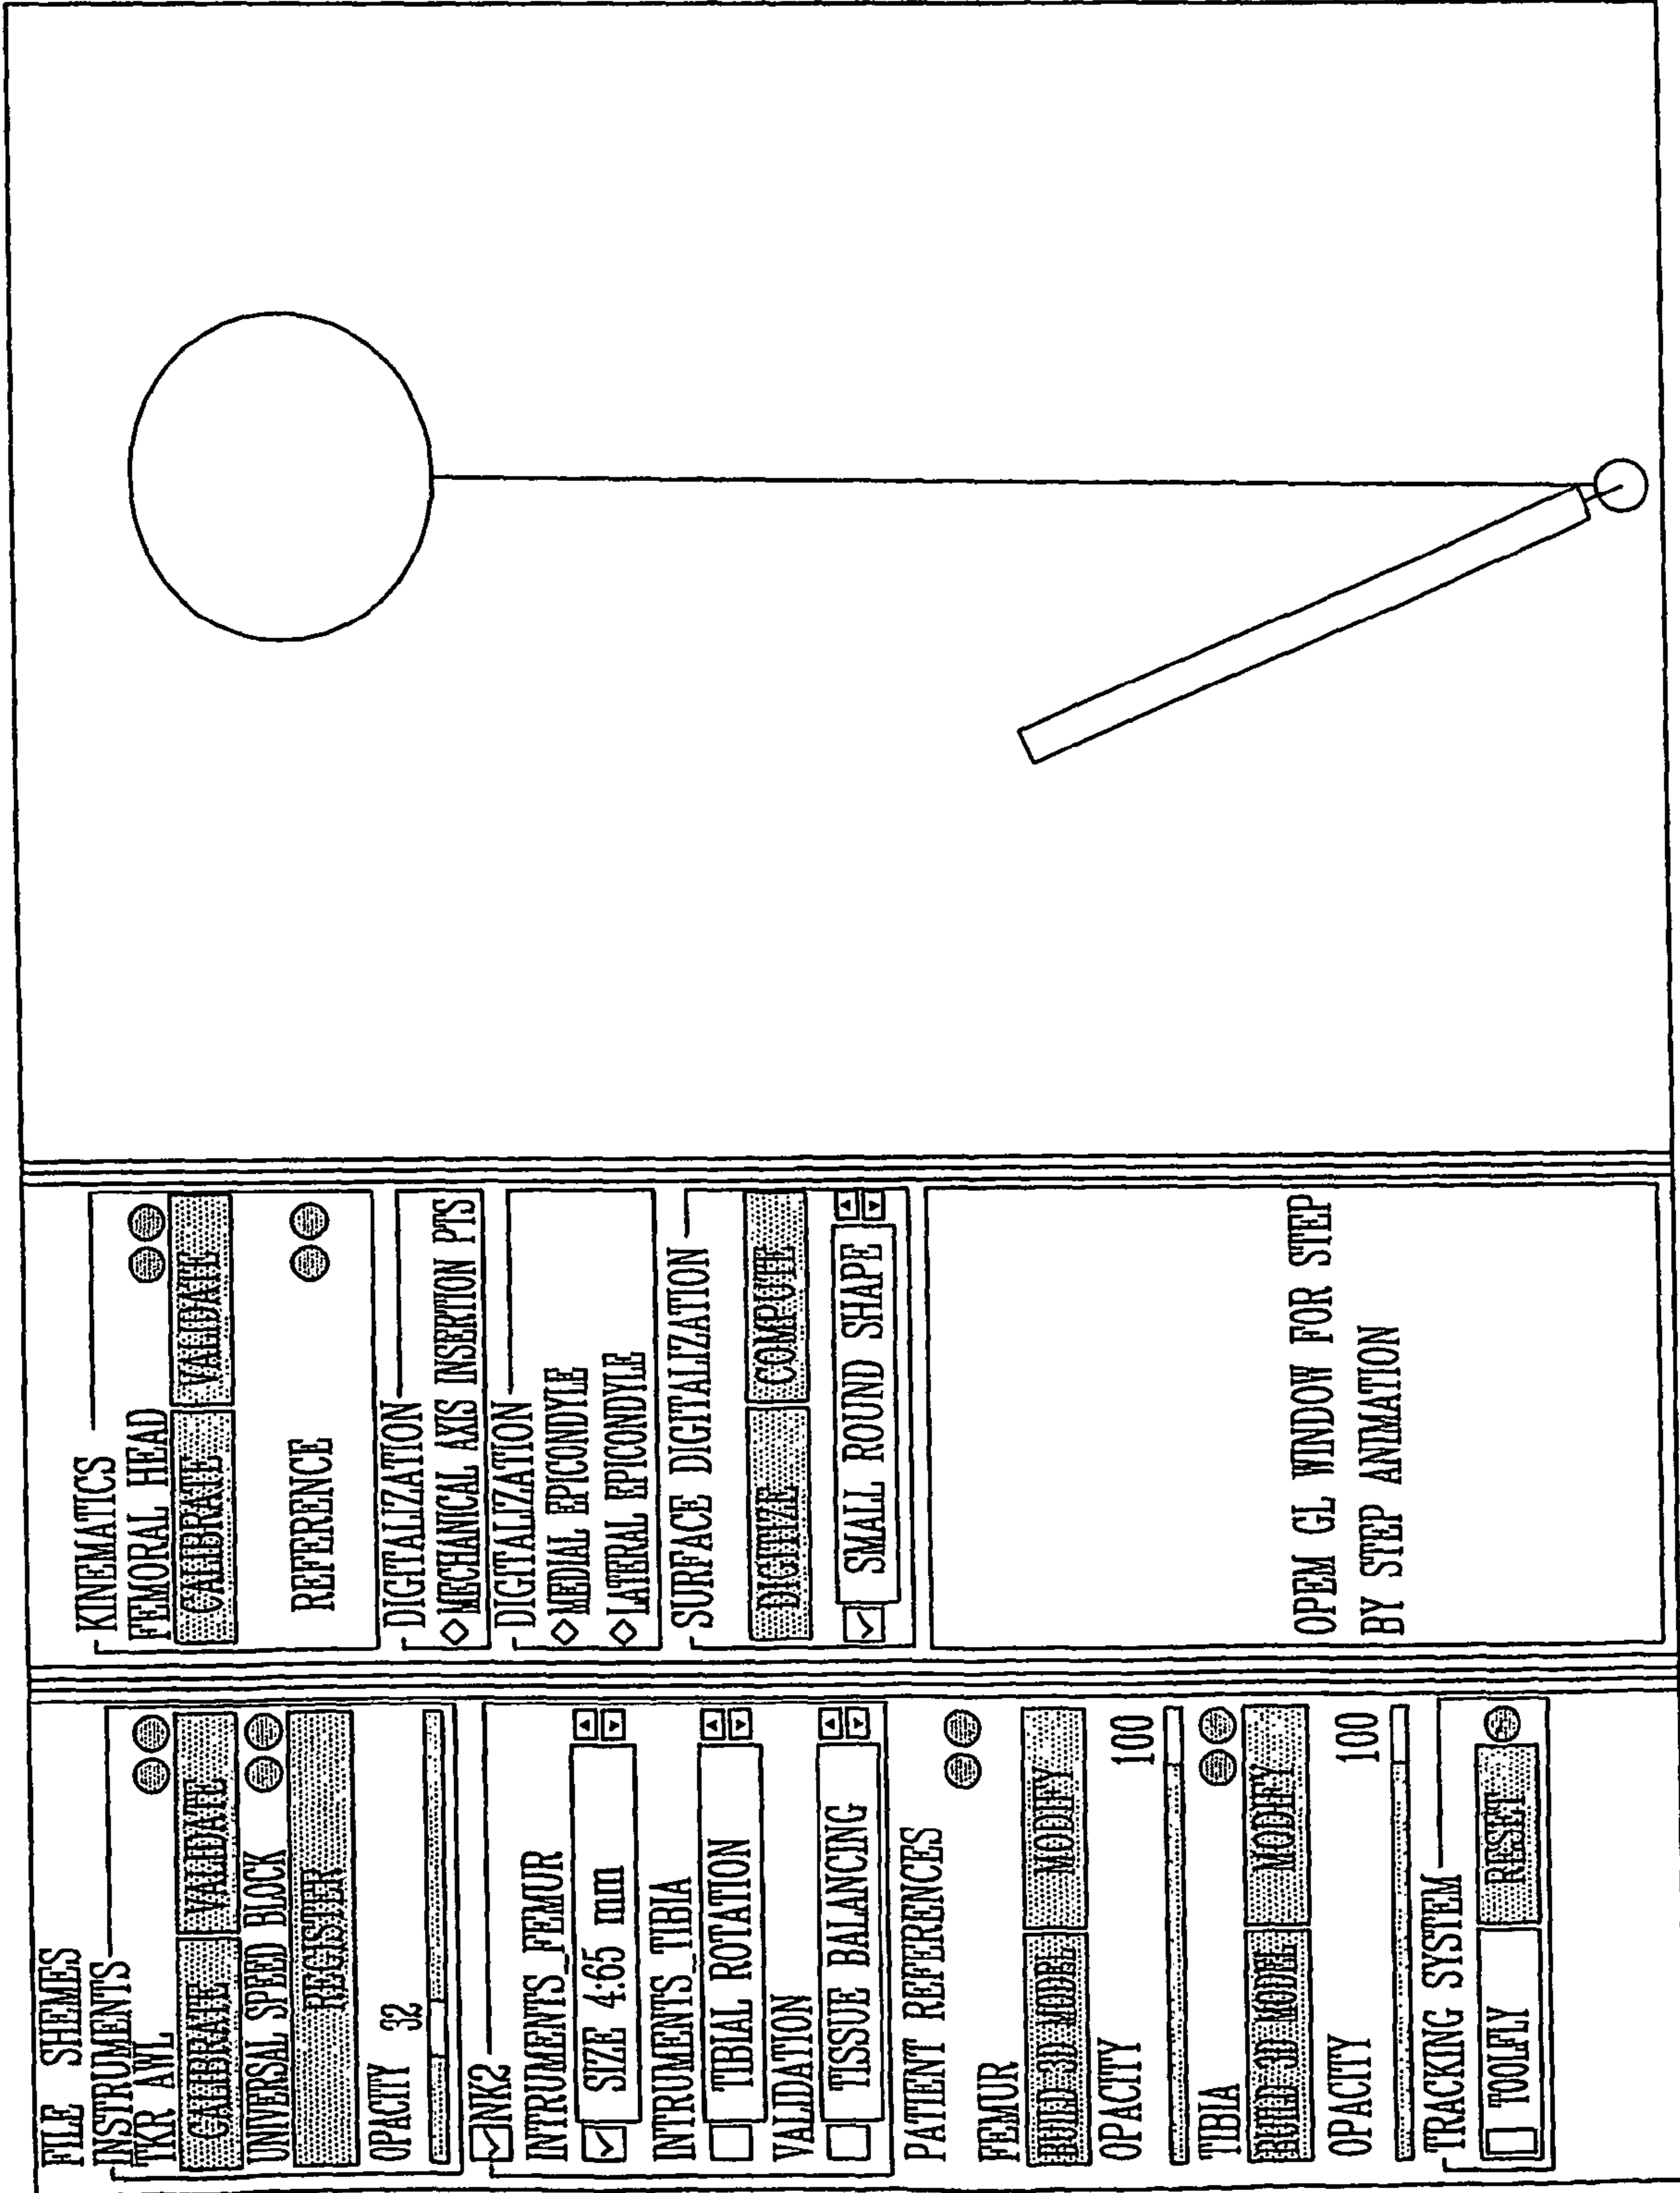 FILE SHEMES
INSTRUMENTS
TKR AWL
CALIBRATE VALIDATE
UNIVERSAL SPEED BLOCK
REGISTER
OPACITY 32
NK2
INTRUMENTS_FEMUR
SIZE 4:65 mm
INTRUMENTS_TIBIA
TIBIAL ROTATION
VALIDATION
TISSUE BALANCING
PATIENT REFERENCES
FEMUR
BUILD 3D MODEL MODIFY
OPACITY 100
TIBIA
BUILD 3D MODEL MODIFY
OPACITY 100
TRACKING SYSTEM
TOOLFLY RESET
KINEMATICS
FEMORAL HEAD
CALIBRATE VALIDATE
REFERENCE
DIGITALIZATION
MECHANICAL AXIS INSERTION PTS
DIGITALIZATION
MEDIAL EPICONDYLE
LATERAL EPICONDYLE
SURFACE DIGITALIZATION
DIGITIZE COMPUTE
SMALL ROUND SHAPE
OPEM GL WINDOW FOR STEP
BY STEP ANIMATION